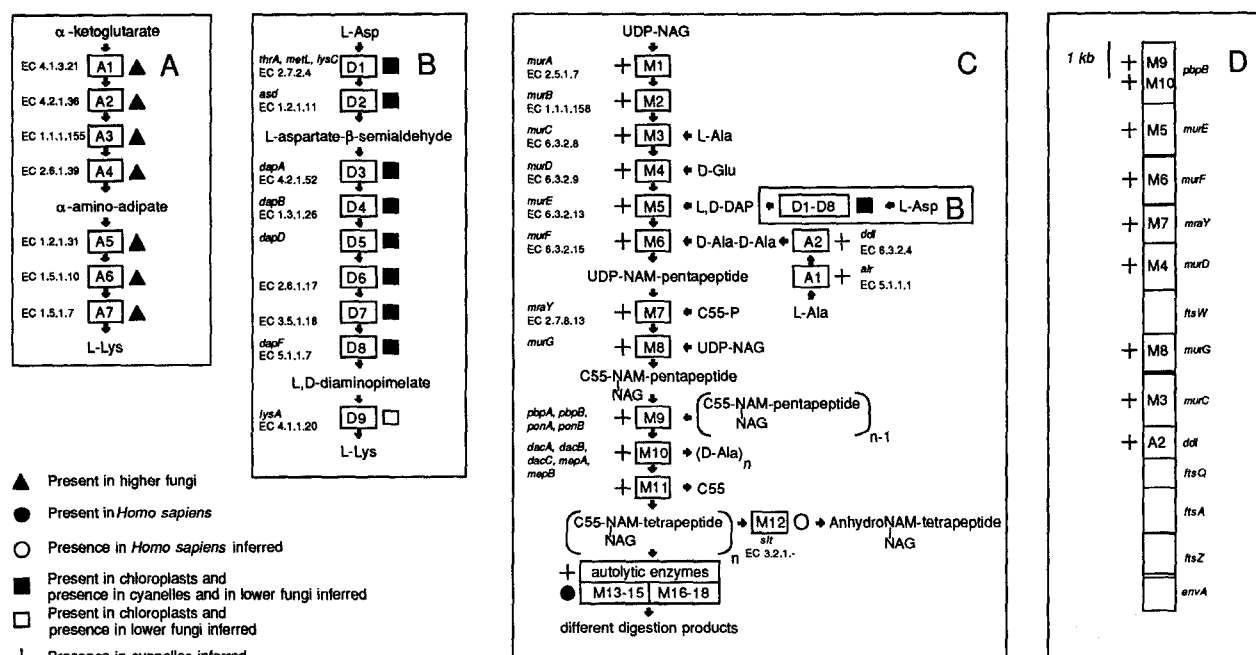 A
α-ketoglutarate
EC 4.1.3.21 A1
EC 4.2.1.36 A2
EC 1.1.1.155 A3
EC 2.6.1.39 A4
α-amino-adipate
EC 1.2.1.31 A5
EC 1.5.1.10 A6
EC 1.5.1.7 A7
L-Lys
B
L-Asp
thrA, metL, lysC
EC 2.7.2.4 D1
asd
EC 1.2.1.11 D2
L-aspartate-β-semialdehyde
dapA
EC 4.2.1.52 D3
dapB
EC 1.3.1.26 D4
dapD D5
EC 2.6.1.17 D6
EC 3.5.1.18 D7
dapF
EC 5.1.1.7 D8
L,D-diaminopimelate
lysA
EC 4.1.1.20 D9
L-Lys
Present in higher fungi
Present in Homo sapiens
Presence in Homo sapiens inferred
Present in chloroplasts and
presence in cyanelles and in lower fungi inferred
Present in chloroplasts and
presence in lower fungi inferred
Presence in cyanelles inferred
C
UDP-NAG
murA
EC 2.5.1.7 + M1
murB
EC 1.1.1.158 + M2
murC
EC 6.3.2.8 + M3 L-Ala
murD
EC 6.3.2.9 + M4 D-Glu
murE
EC 6.3.2.13 + M5 L,D-DAP D1-D8 L-Asp B
murF
EC 6.3.2.15 + M6 D-Ala-D-Ala A2 + ddl
EC 6.3.2.4
UDP-NAM-pentapeptide A1 + alr
EC 5.1.1.1
L-Ala
mraY
EC 2.7.8.13 + M7 C55-P
murG + M8 UDP-NAG
C55-NAM-pentapeptide
NAG
pbpA, pbpB,
ponA, ponB + M9 (C55-NAM-pentapeptide
NAG) n-1
dacA, dacB,
dacC, mepA,
mepB + M10 (D-Ala)n
+ M11 C55
(C55-NAM-tetrapeptide
NAG) n
M12 AnhydroNAM-tetrapeptide
NAG
slt
EC 3.2.1.-
+ autolytic enzymes
M13-15 M16-18
different digestion products
D
1 kb
+ M9 pbpB
+ M10
+ M5 murE
+ M6 murF
+ M7 mraY
+ M4 murD
ftsW
+ M8 murG
+ M3 murC
+ A2 ddl
ftsQ
ftsA
ftsZ
envA